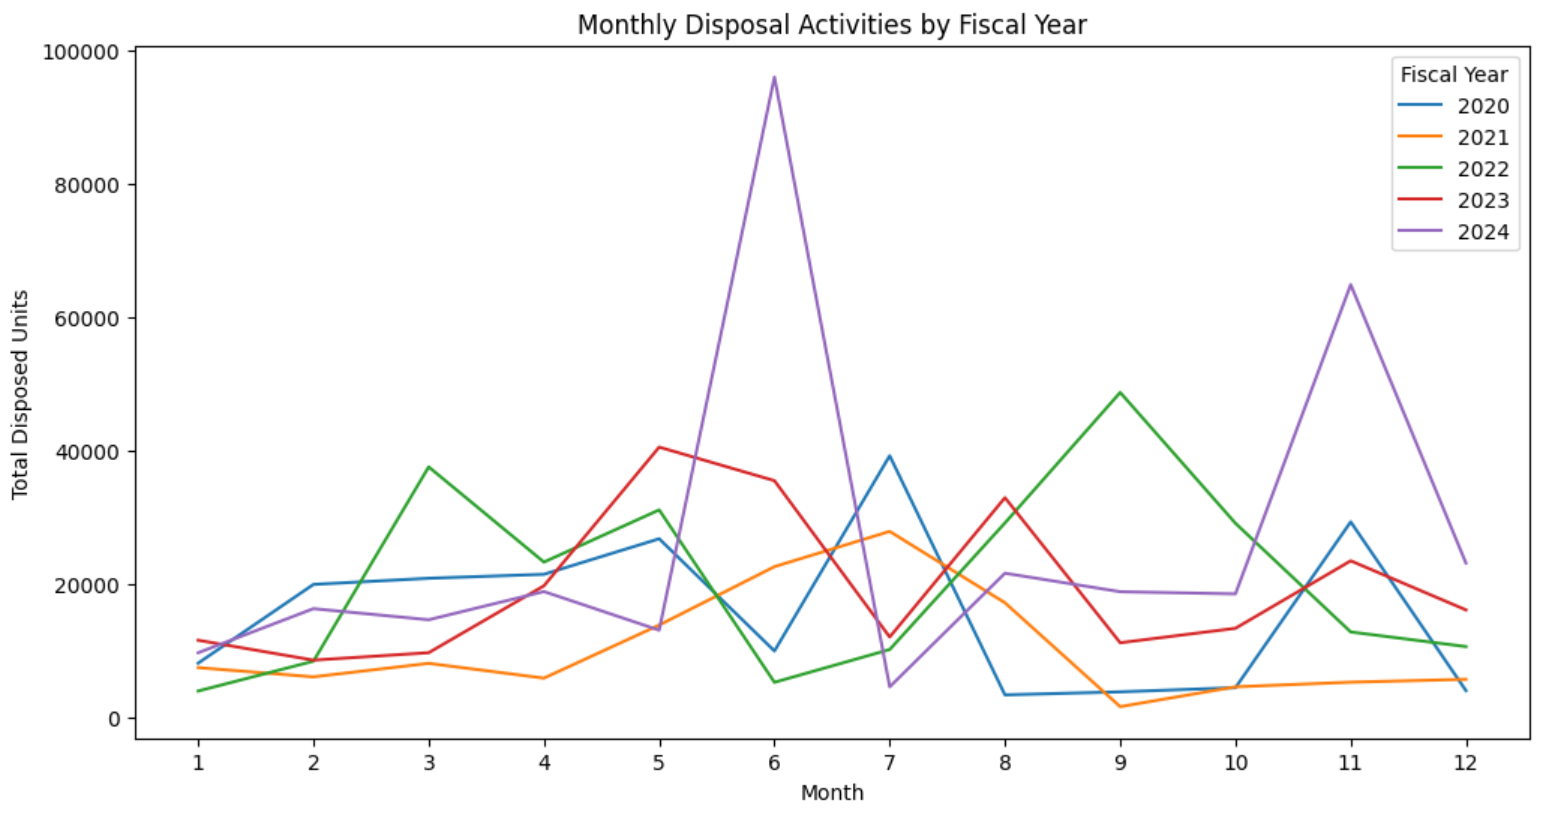 Monthly Disposal Activities by Fiscal Year
Total Disposed Units
100000
80000
60000
40000
20000
0
Fiscal Year
2020
2021
2022
2023
2024
1 2 3 4 5 6 7 8 9 10 11 12
Month